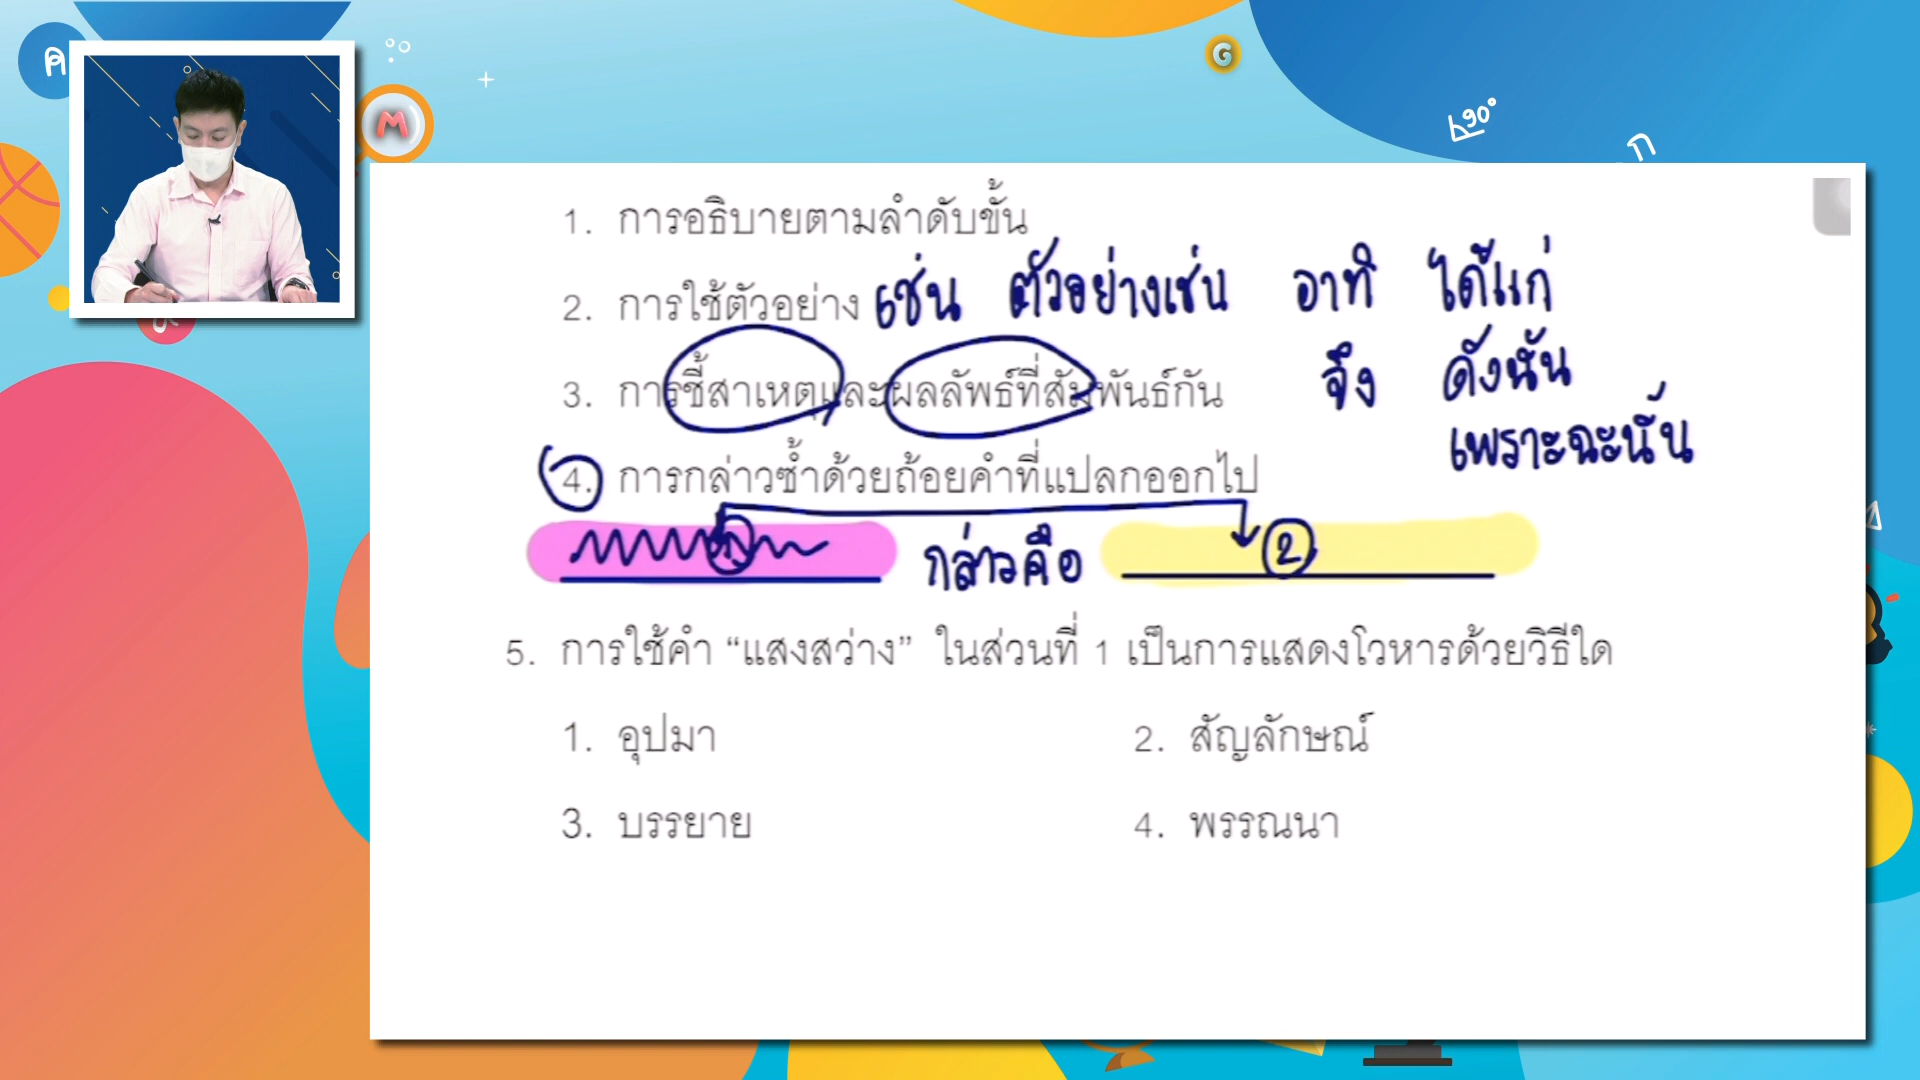 ค
M
G
90°
ก
1. การอธิบายตามลำดับขั้น
2. การใช้ตัวอย่าง เช่น ตัวอย่างเช่น อาทิ ได้แก่
3. การชี้สาเหตุและผลลัพธ์ที่สัมพันธ์กัน จึง ดังนั้น
เพราะฉะนั้น
4. การกล่าวซ้ำด้วยถ้อยคำที่แปลกออกไป
กล่าวคือ 2
5. การใช้คำ “แสงสว่าง” ในส่วนที่ 1 เป็นการแสดงโวหารด้วยวิธีใด
1. อุปมา 2. สัญลักษณ์
3. บรรยาย 4. พรรณนา